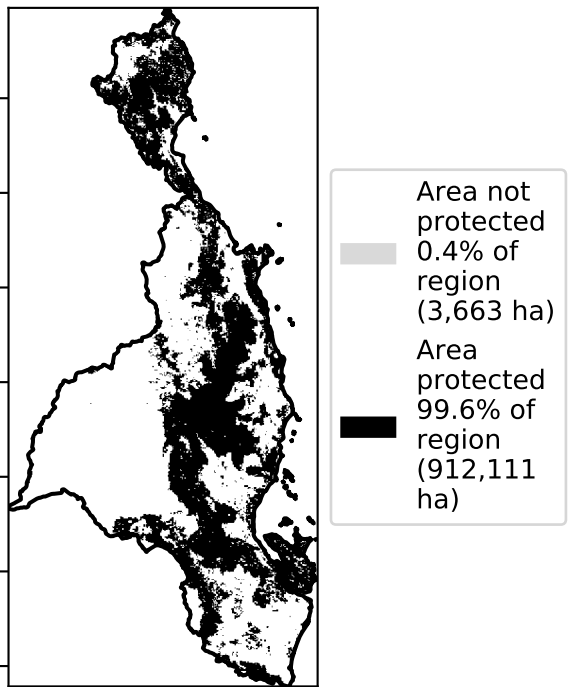 Area not
protected
0.4% of
region
(3,663 ha)
Area
protected
99.6% of
region
(912,111
ha)